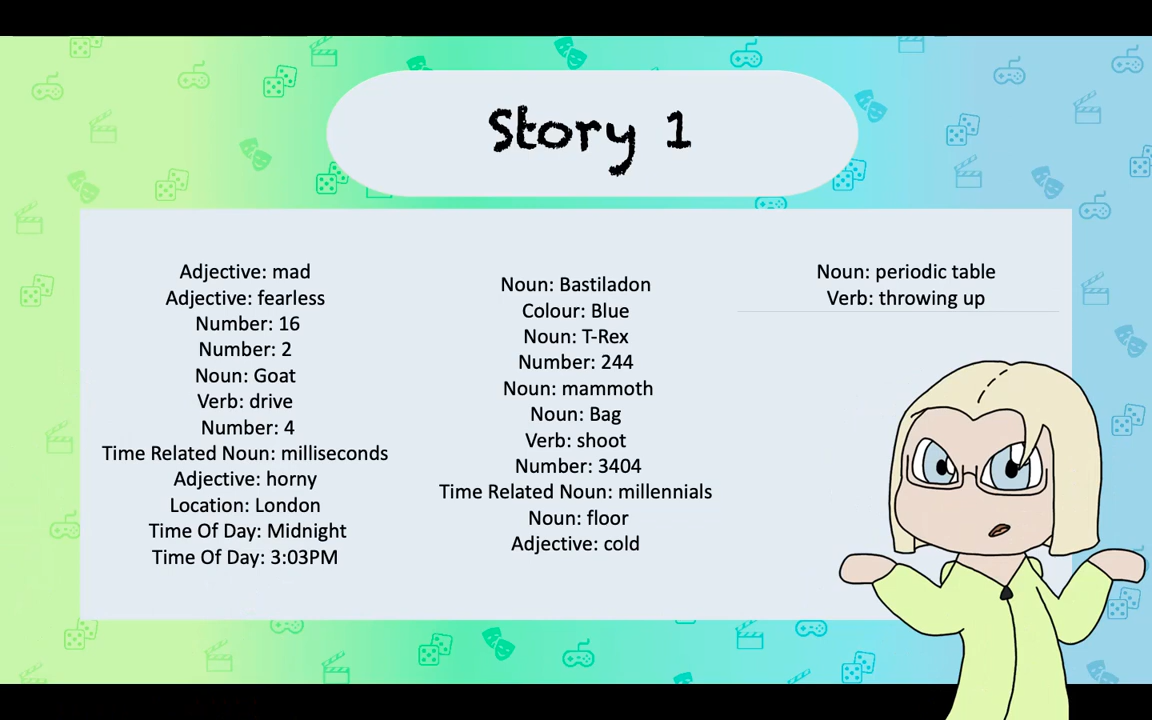 Story 1
Adjective: mad
Adjective: fearless
Number: 16
Number: 2
Noun: Goat
Verb: drive
Number: 4
Time Related Noun: milliseconds
Adjective: horny
Location: London
Time Of Day: Midnight
Time Of Day: 3:03PM
Noun: Bastiladon
Colour: Blue
Noun: T-Rex
Number: 244
Noun: mammoth
Noun: Bag
Verb: shoot
Number: 3404
Time Related Noun: millennials
Noun: floor
Adjective: cold
Noun: periodic table
Verb: throwing up